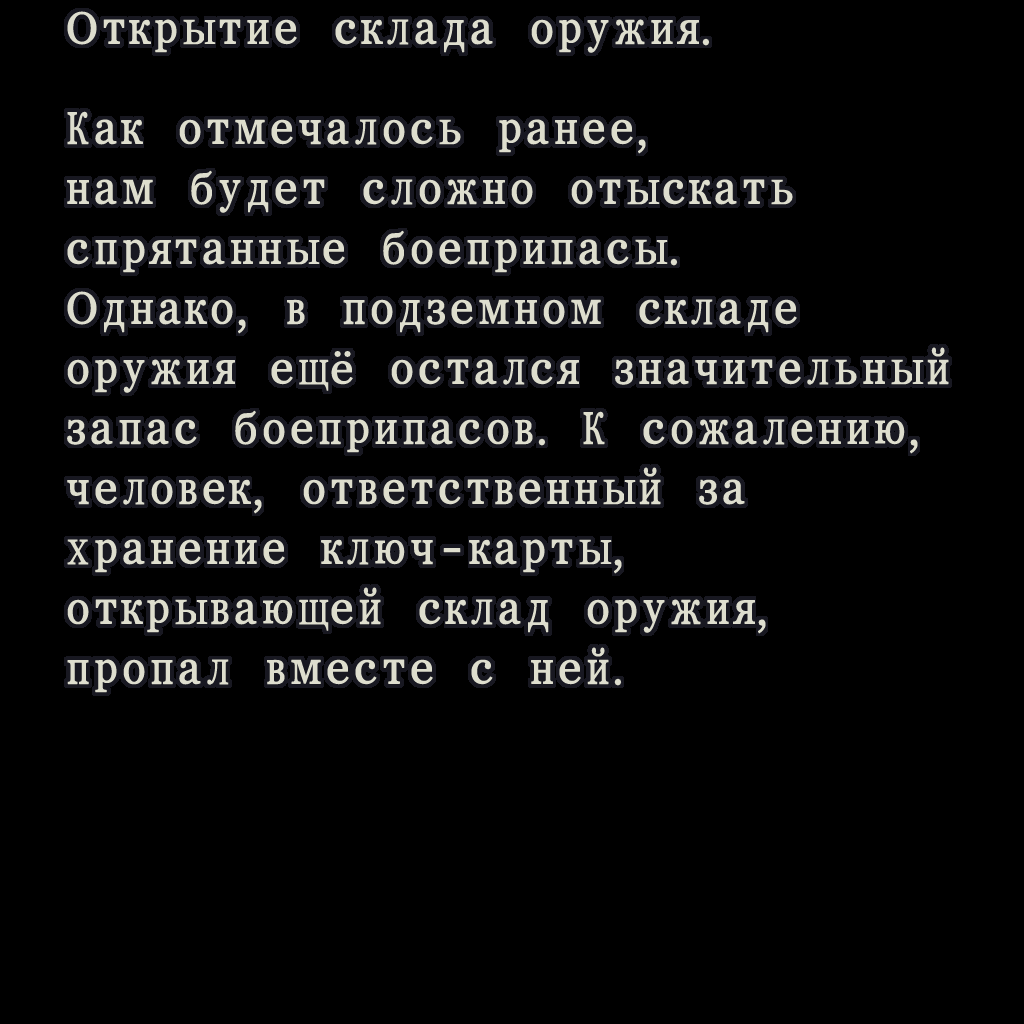 Открытие склада оружия.
Как отмечалось ранее,
нам будет сложно отыскать
спрятанные боеприпасы.
Однако, в подземном складе
оружия ещё остался значительный
запас боеприпасов. К сожалению,
человек, ответственный за
хранение ключ-карты,
открывающей склад оружия,
пропал вместе с ней.